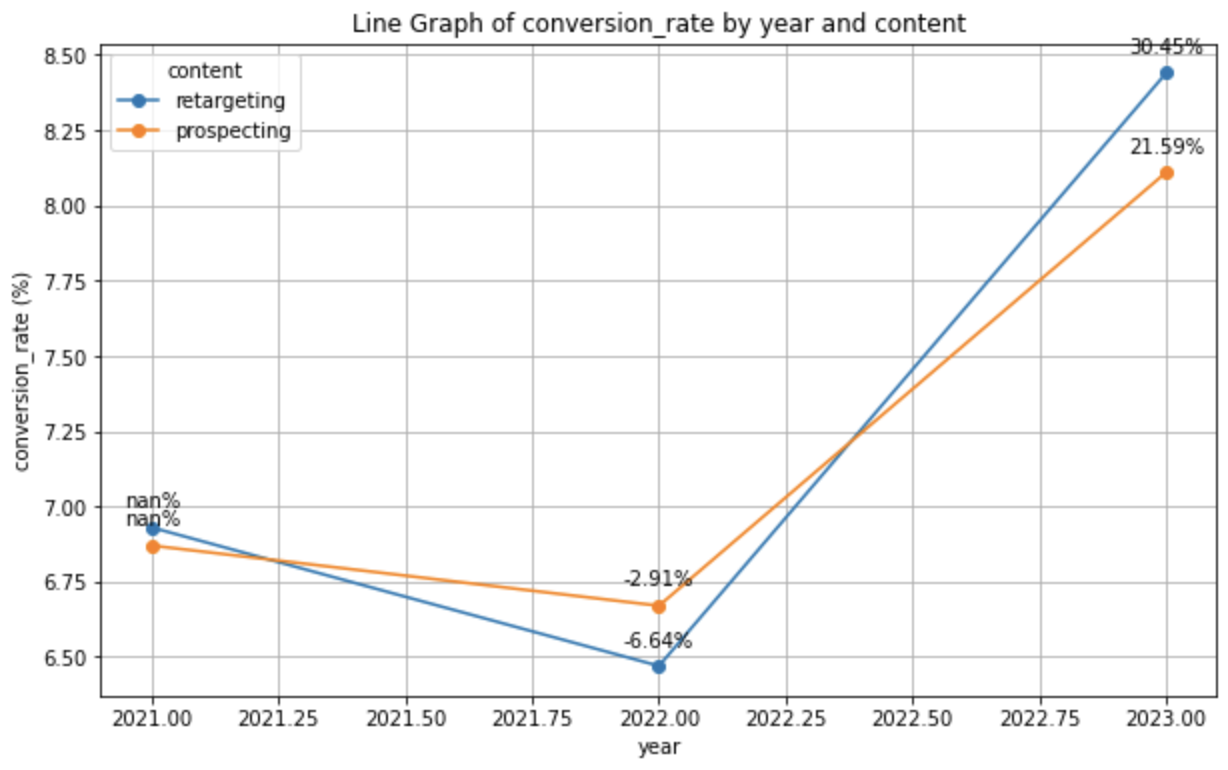 Line Graph of conversion_rate by year and content
30.45%
8.50
content
retargeting
prospecting
8.25
21.59%
8.00
7.75
7.50
conversion_rate (%)
7.25
7.00
nan%
nan%
6.75
-2.91%
-6.64%
6.50
2021.00 2021.25 2021.50 2021.75 2022.00 2022.25 2022.50 2022.75 2023.00
year